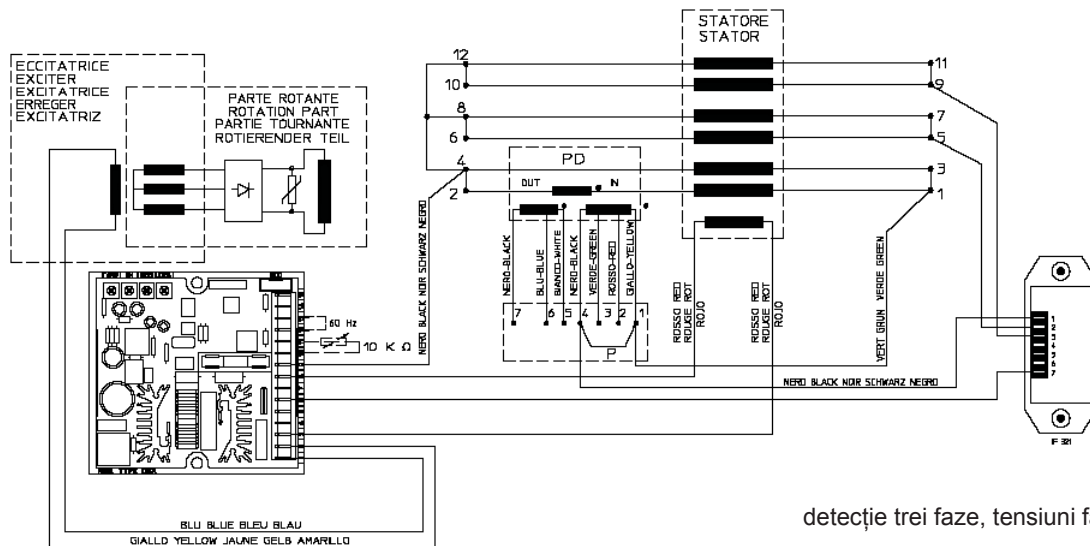 STATORE
STATOR
12
10
8
6
4
2
11
9
7
5
3
1
ECCITATRICE
EXCITER
EXCITATRICE
ERREGER
EXCITATRIZ
PARTE ROTANTE
ROTATION PART
PARTIE TOURNANTE
ROTIERENDER TEIL
PD
OUT
IN
NERO-BLACK
BLU-BLUE
BIANCO-WHITE
NERO-BLACK
VERDE-GREEN
ROSSO-RED
GIALLO-YELLOW
7
6
5
4
3
2
1
P
NERO BLACK NOIR SCHWARZ NEGRO
ROSSO RED
ROUGE ROT
ROJO
ROSSO RED
ROUGE ROT
ROJO
VERT GRUN VERDE GREEN
60 Hz
10 K Ω
NERO BLACK NOIR SCHWARZ NEGRO
1
2
3
4
5
6
7
BLU BLUE BLEU BLAU
GIALLO YELLOW JAUNE GELB AMARILLO
detecție trei faze, tensiuni f